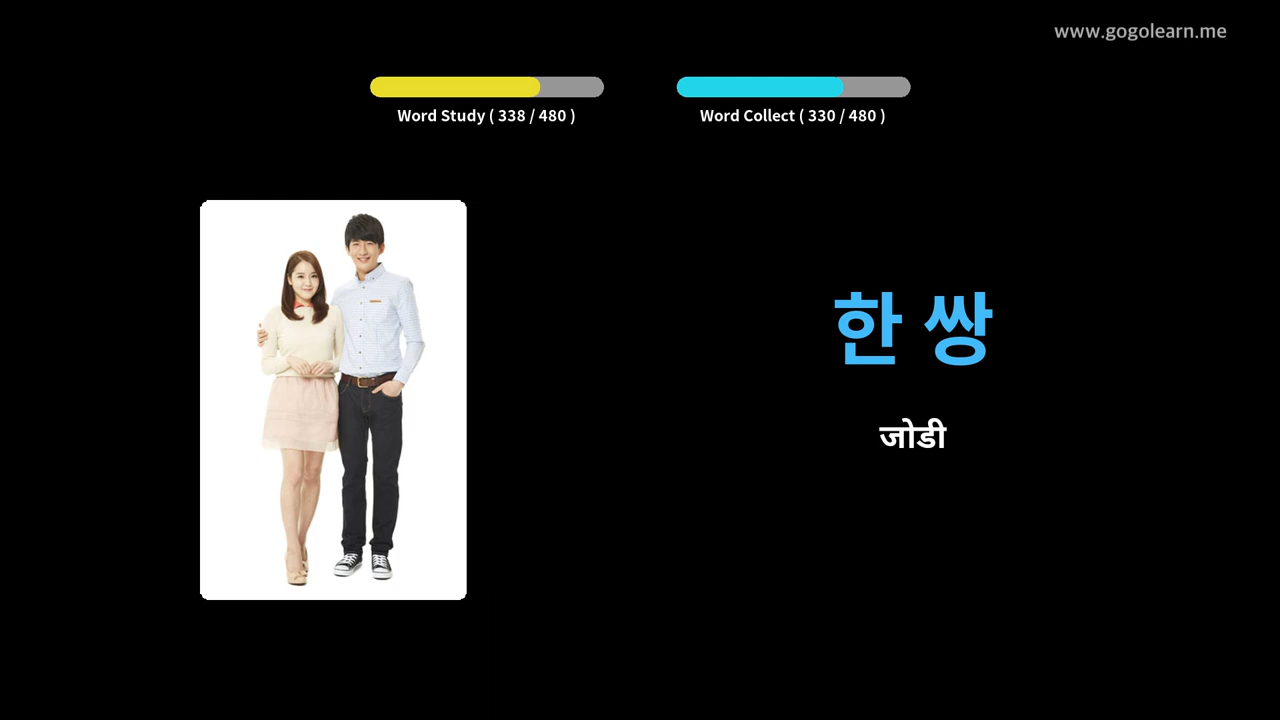 www.gogolearn.me
Word Study ( 338 / 480 )
Word Collect ( 330 / 480 )
한 쌍
जोडी